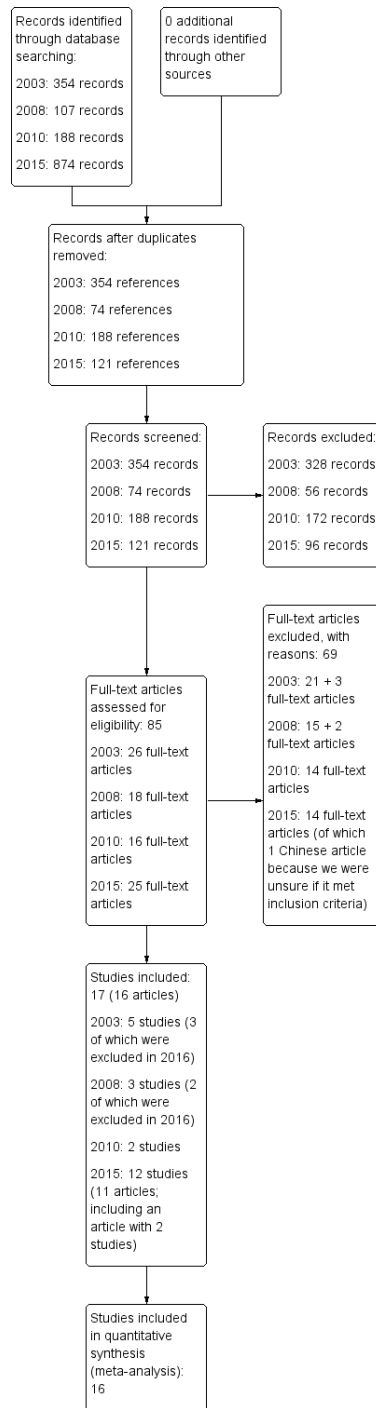 Records identified
through database
searching:
2003: 354 records
2008: 107 records
2010: 188 records
2015: 874 records
0 additional
records identified
through other
sources
Records after duplicates
removed:
2003: 354 references
2008: 74 references
2010: 188 references
2015: 121 references
Records screened:
2003: 354 records
2008: 74 records
2010: 188 records
2015: 121 records
Records excluded:
2003: 328 records
2008: 56 records
2010: 172 records
2015: 96 records
Full-text articles
assessed for
eligibility: 85
2003: 26 full-text
articles
2008: 18 full-text
articles
2010: 16 full-text
articles
2015: 25 full-text
articles
Full-text articles
excluded, with
reasons: 69
2003: 21 + 3
full-text articles
2008: 15 + 2
full-text articles
2010: 14 full-text
articles
2015: 14 full-text
articles (of which
1 Chinese article
because we were
unsure if it met
inclusion criteria)
Studies included:
17 (16 articles)
2003: 5 studies (3
of which were
excluded in 2016)
2008: 3 studies (2
of which were
excluded in 2016)
2010: 2 studies
2015: 12 studies
(11 articles;
including an
article with 2
studies)
Studies included
in quantitative
synthesis
(meta-analysis):
16